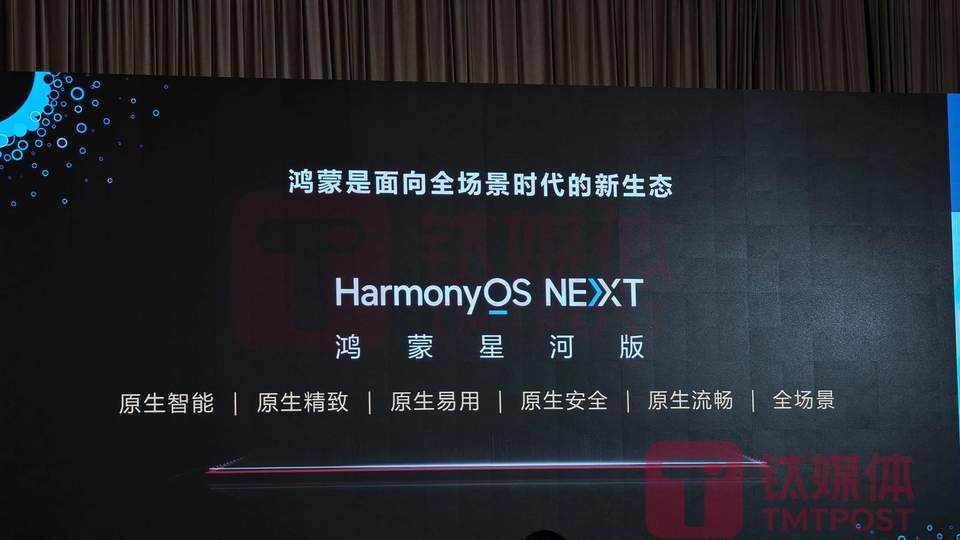 鸿蒙是面向全场景时代的新生态
HarmonyOS NEXT
鸿蒙星河版
原生智能 | 原生精致 | 原生易用 | 原生安全 | 原生流畅 | 全场景
钛媒体
TMTPOST
钛媒体
TMTPOST